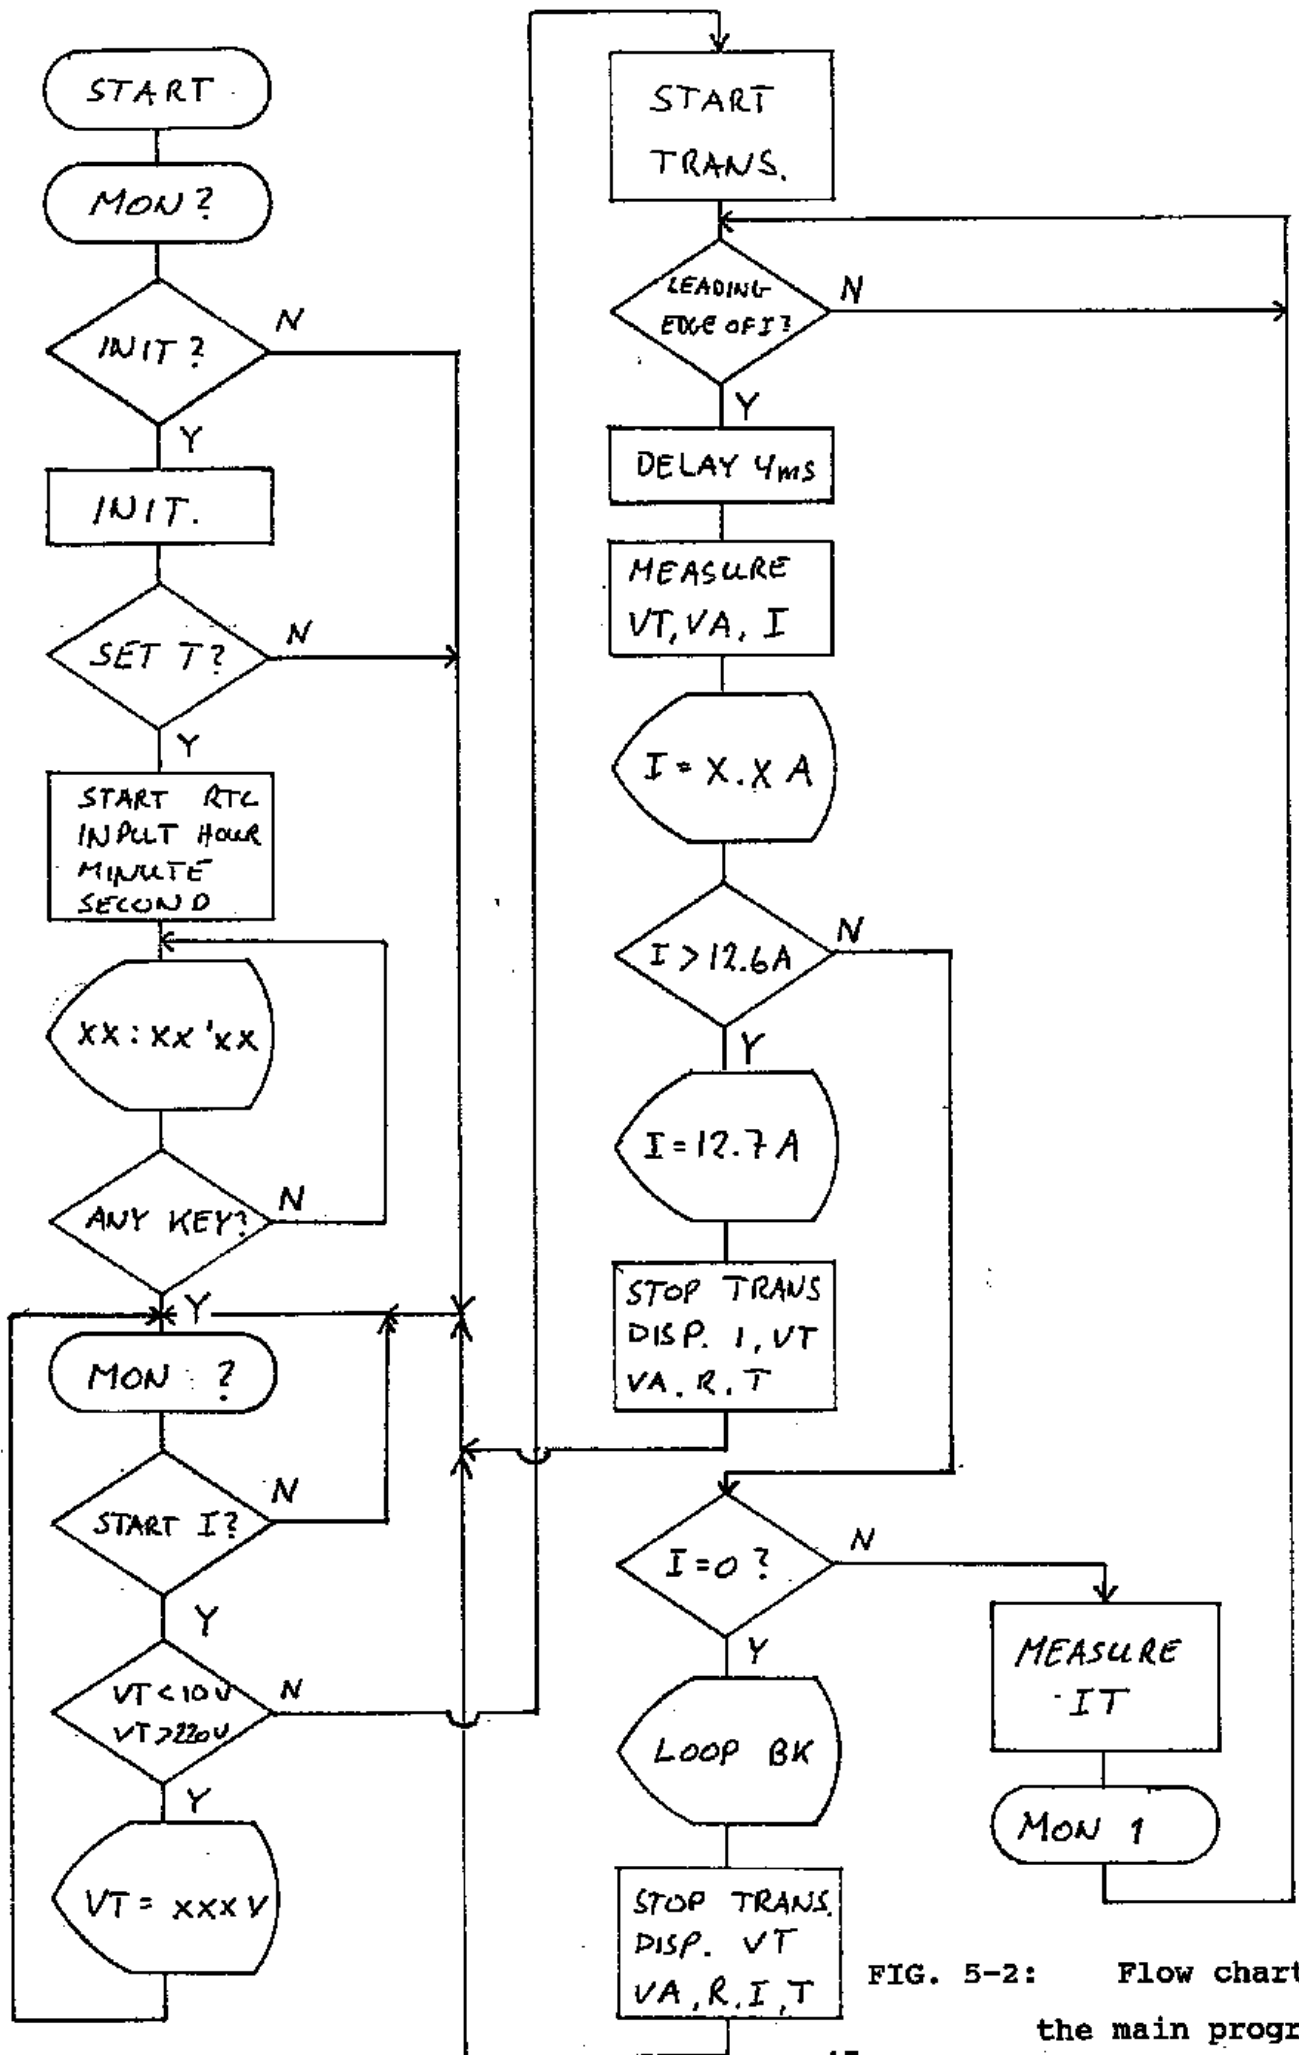 START
MON?
INIT?
N
Y
INIT.
SET T?
N
Y
START RTC
INPUT HOUR
MINUTE
SECOND
XX:XX'XX
ANY KEY?
N
Y
MON ?
START I?
N
Y
VT<10V
VT>220V
N
Y
VT = XXX V
START
TRANS.
LEADING
EDGE OF I?
N
Y
DELAY 4ms
MEASURE
VT, VA, I
I = X.X A
I > 12.6A
N
Y
I = 12.7 A
STOP TRANS
DISP. I, VT
VA. R. T
I = 0 ?
N
Y
MEASURE
IT
MON 1
LOOP BK
STOP TRANS.
DISP. VT
VA, R, I, T
FIG. 5-2: Flow chart
the main progr